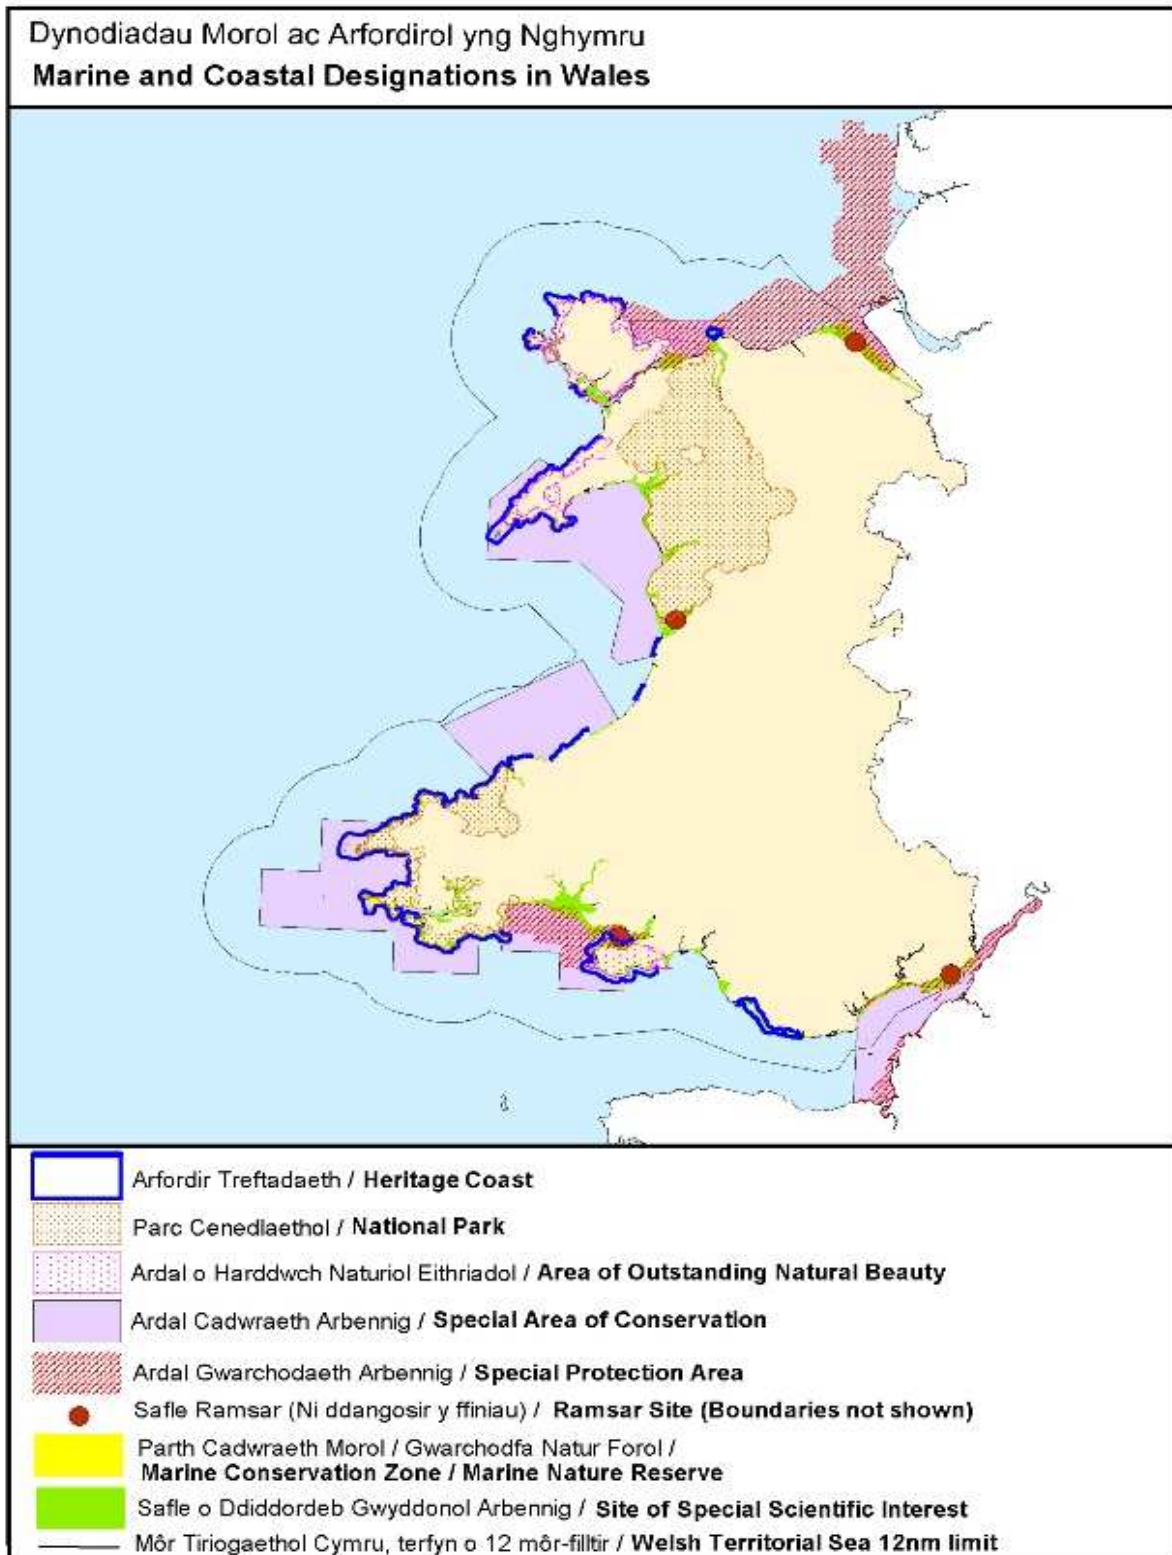 Dynodiadau Morol ac Arfordirol yng Nghymru
Marine and Coastal Designations in Wales
Arfordir Treftadaeth / Heritage Coast
Parc Cenedlaethol / National Park
Ardal o Harddwch Naturiol Eithriadol / Area of Outstanding Natural Beauty
Ardal Cadwraeth Arbennig / Special Area of Conservation
Ardal Gwarchodaeth Arbennig / Special Protection Area
Safle Ramsar (Ni ddangosir y ffiniau) / Ramsar Site (Boundaries not shown)
Parth Cadwraeth Morol / Gwarchodfa Natur Forol /
Marine Conservation Zone / Marine Nature Reserve
Safle o Ddiddordeb Gwyddonol Arbennig / Site of Special Scientific Interest
Môr Tiriogaethol Cymru, terfyn o 12 môr-filltir / Welsh Territorial Sea 12nm limit